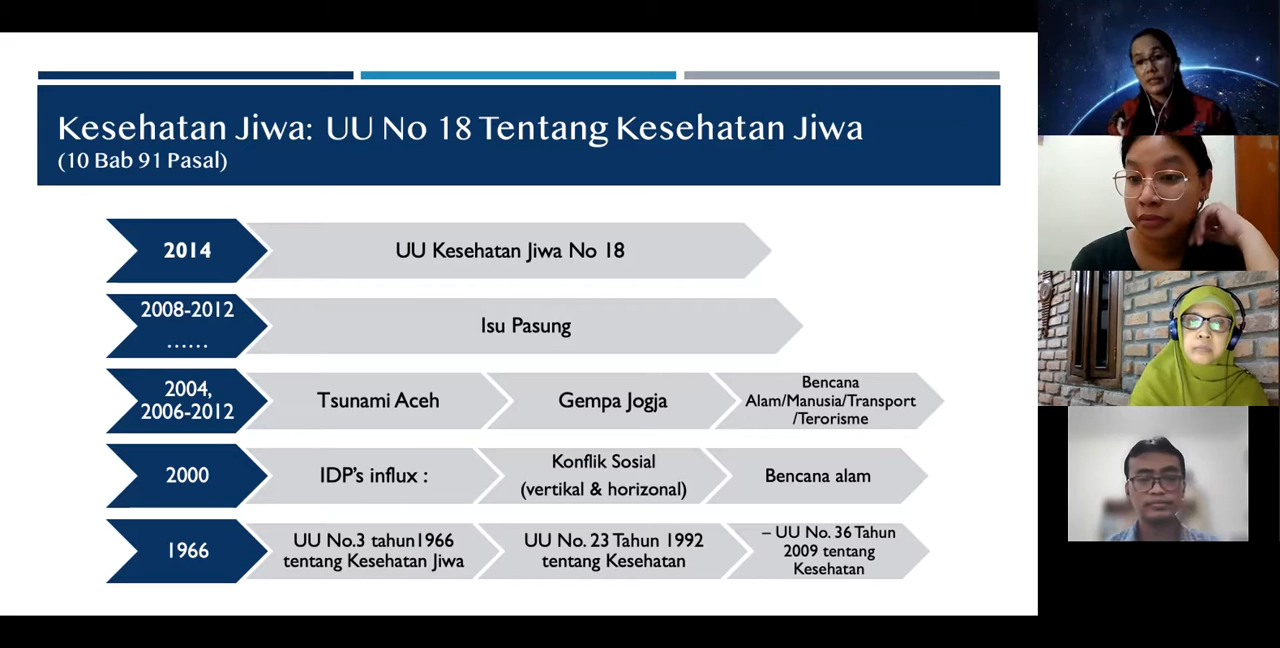 Kesehatan Jiwa: UU No 18 Tentang Kesehatan Jiwa
(10 Bab 91 Pasal)
2014
UU Kesehatan Jiwa No 18
2008-2012
......
Isu Pasung
2004,
2006-2012
Tsunami Aceh
Gempa Jogja
Bencana
Alam/Manusia/Transport
/Terorisme
2000
IDP's influx :
Konflik Sosial
(vertikal & horizonal)
Bencana alam
1966
UU No.3 tahun1966
tentang Kesehatan Jiwa
UU No. 23 Tahun 1992
tentang Kesehatan
– UU No. 36 Tahun
2009 tentang
Kesehatan